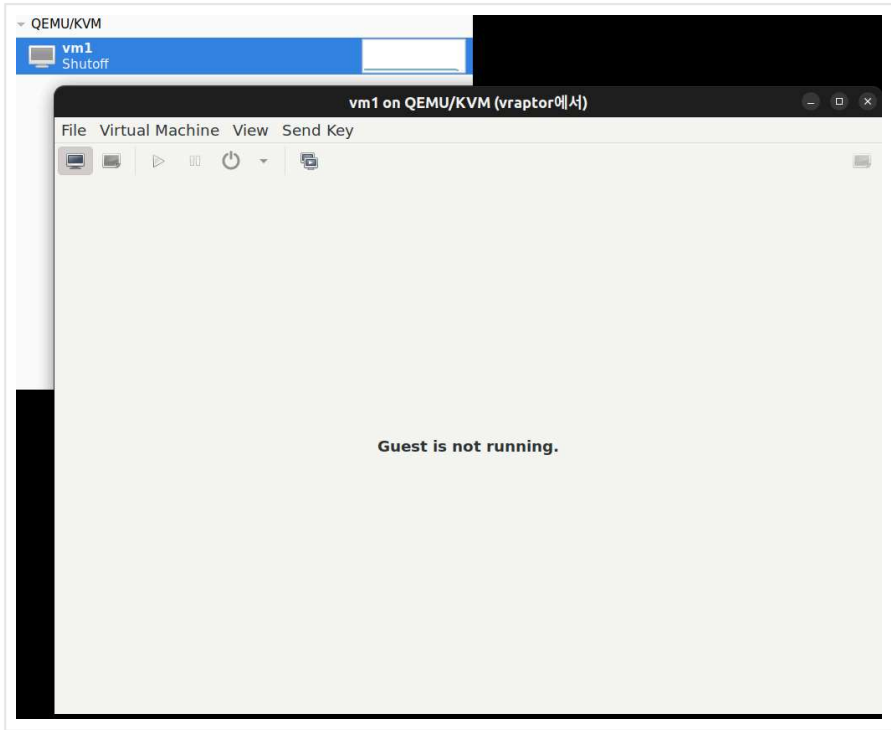 QEMU/KVM
vm1
Shutoff
vm1 on QEMU/KVM (vraptor에서)
File Virtual Machine View Send Key
Guest is not running.